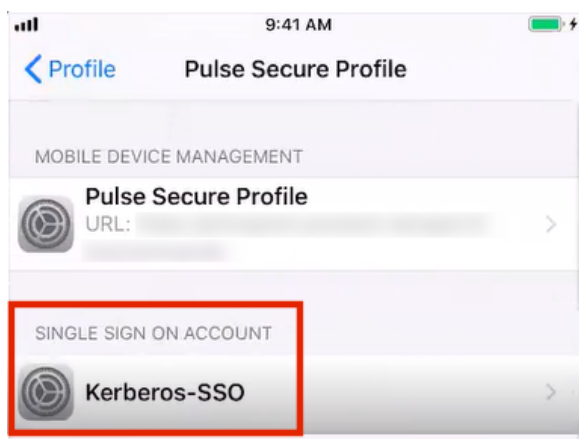 9:41 AM
Profile
Pulse Secure Profile
MOBILE DEVICE MANAGEMENT
Pulse Secure Profile
URL:
SINGLE SIGN ON ACCOUNT
Kerberos-SSO